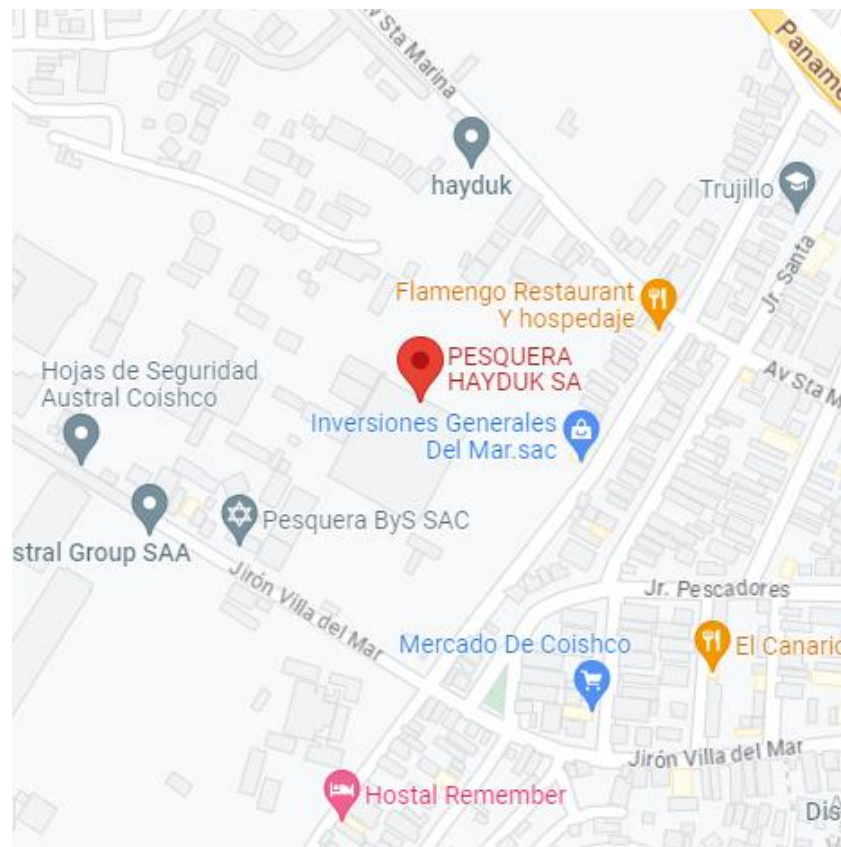 Av Sta Marina
Paname
hayduk
Trujillo
Jr. Santa
Flamengo Restaurant
Y hospedaje
PESQUERA
HAYDUK SA
Hojas de Seguridad
Austral Coishco
Av Sta M
Inversiones Generales
Del Mar.sac
Pesquera ByS SAC
stral Group SAA
Jirón Villa del Mar
Jr. Pescadores
Mercado De Coishco
El Canario
Jirón Villa del Mar
Hostal Remember
Dis